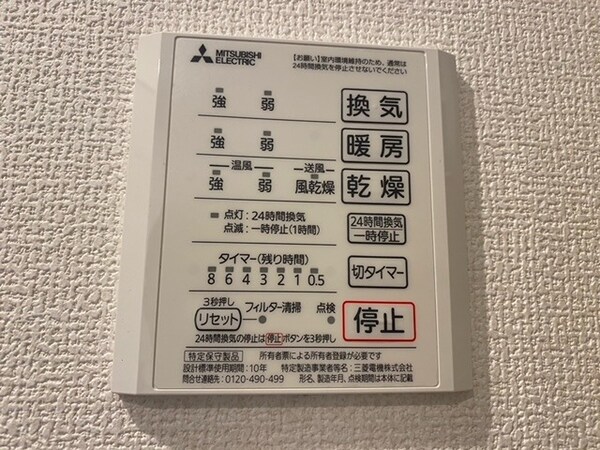 MITSUBISHI
ELECTRIC
【お願い】室内環境維持のため、通常は
24時間換気を停止させないでください
強 弱 換気
強 弱 暖房
温風 送風
強 弱 風乾燥 乾燥
点灯:24時間換気
点滅:一時停止(1時間)
24時間換気
一時停止
タイマー(残り時間)
8 6 4 3 2 1 0.5
切タイマー
3秒押し
リセット フィルター清掃 点検
停止
24時間換気の停止は停止ボタンを3秒押し
特定保守製品 所有者票による所有者登録が必要です
設計標準使用期間:10年 特定製造事業者等名:三菱電機株式会社
問合せ連絡先:0120-490-499 形名、製造年月、点検期間は本体に記載